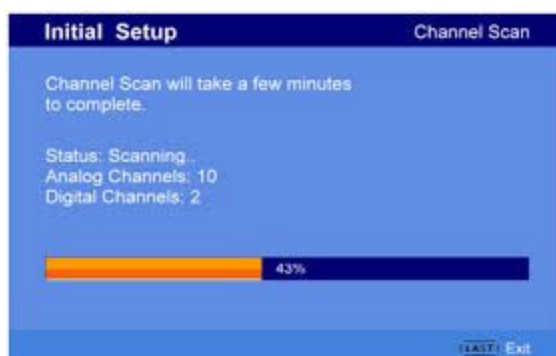 Initial Setup
Channel Scan
Channel Scan will take a few minutes
to complete.
Status: Scanning..
Analog Channels: 10
Digital Channels: 2
43%
LAST Exit